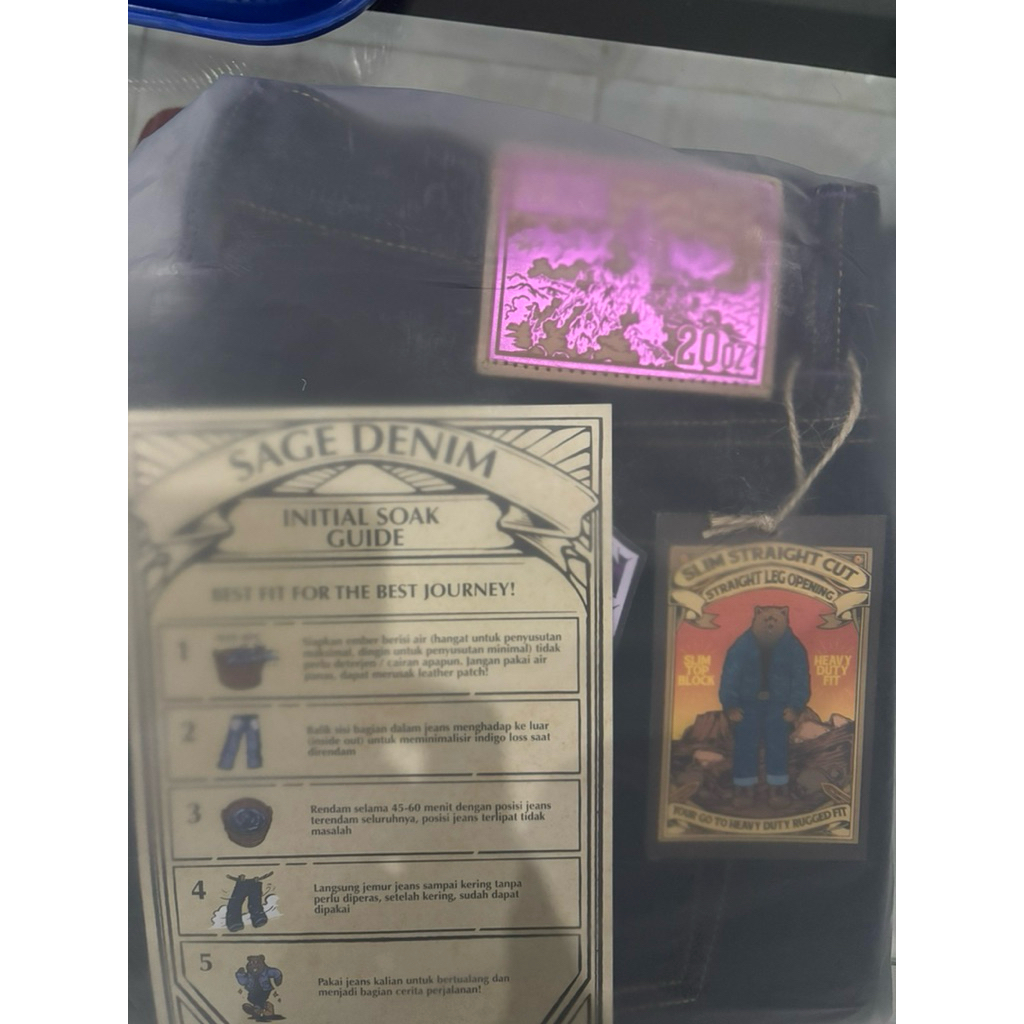 20oz
SAGE DENIM
INITIAL SOAK
GUIDE
BEST FIT FOR THE BEST JOURNEY!
1
Siapkan ember berisi air (hangat untuk penyusutan
maksimal, dingin untuk penyusutan minimal) tidak
perlu deterjen / cairan apapun. Jangan pakai air
panas, dapat merusak leather patch!
2
Balik sisi bagian dalam jeans menghadap ke luar
(inside out) untuk meminimalisir indigo loss saat
direndam
3
Rendam selama 45-60 menit dengan posisi jeans
terendam seluruhnya, posisi jeans terlipat tidak
masalah
4
Langsung jemur jeans sampai kering tanpa
perlu diperas, setelah kering, sudah dapat
dipakai
5
Pakai jeans kalian untuk bertualang dan
menjadi bagian cerita perjalanan!
SLIM STRAIGHT CUT
STRAIGHT LEG OPENING
SLIM
TOP
BLOCK
HEAVY
DUTY
FIT
YOUR GO TO HEAVY DUTY RUGGED FIT